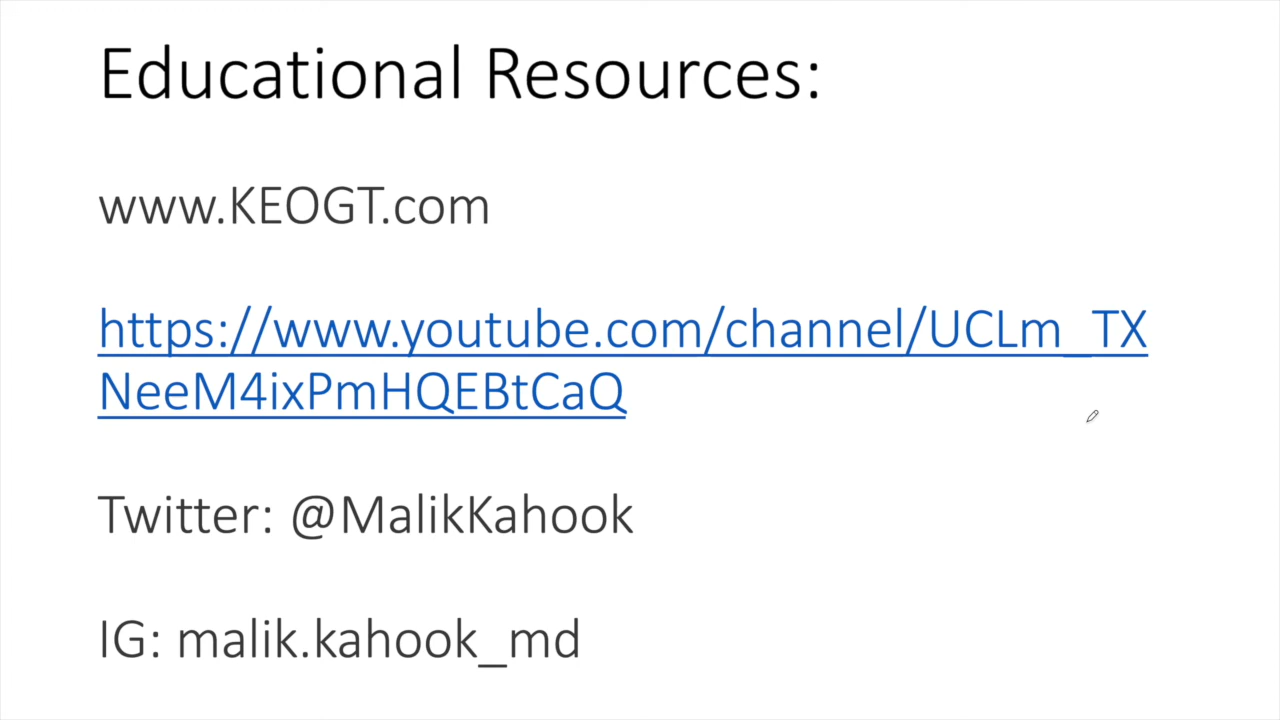 Educational Resources:
www.KEOGT.com
https://www.youtube.com/channel/UCLm_TX
NeeM4ixPmHQEBtCaQ
Twitter: @MalikKahook
IG: malik.kahook_md